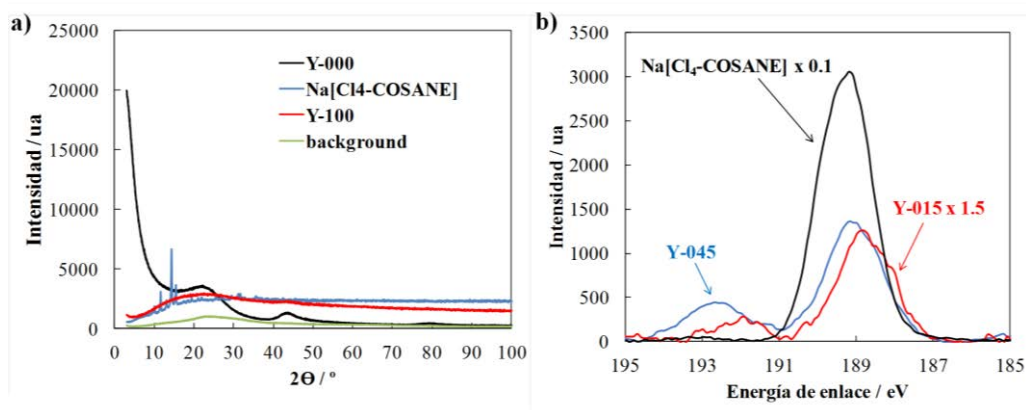 a)
25000
20000
15000
10000
5000
0
Intensidad / ua
Y-000
Na[Cl4-COSANE]
Y-100
background
0 10 20 30 40 50 60 70 80 90 100
2Θ / º
b)
3500
3000
2500
2000
1500
1000
500
0
Intensidad / ua
Na[Cl₄-COSANE] x 0.1
Y-015 x 1.5
Y-045
195 193 191 189 187 185
Energía de enlace / eV